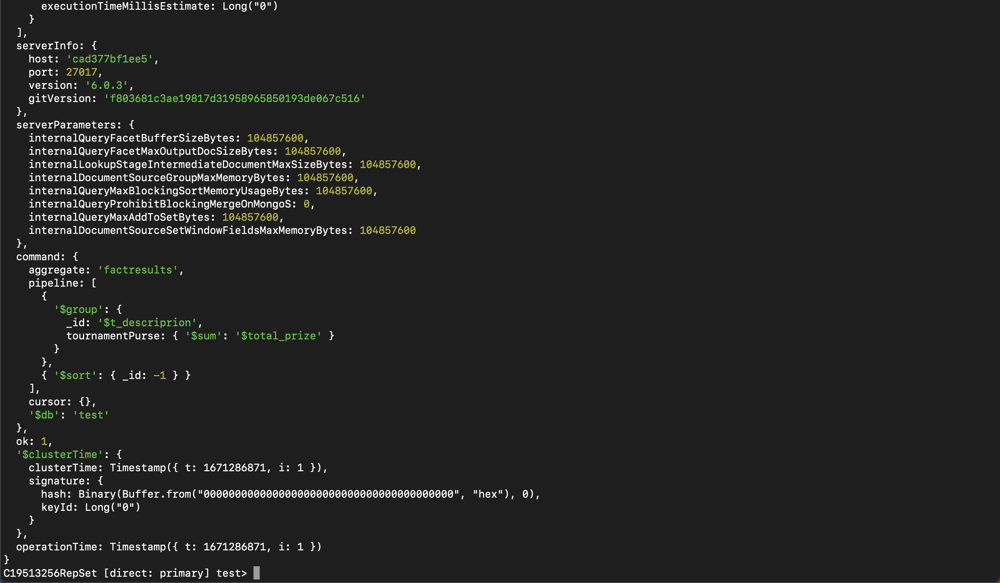 executionTimeMillisEstimate: Long("0")
}
],
serverInfo: {
host: 'cad377bf1ee5',
port: 27017,
version: '6.0.3',
gitVersion: 'f803681c3ae19817d31958965850193de067c516'
},
serverParameters: {
internalQueryFacetBufferSizeBytes: 104857600,
internalQueryFacetMaxOutputDocSizeBytes: 104857600,
internalLookupStageIntermediateDocumentMaxSizeBytes: 104857600,
internalDocumentSourceGroupMaxMemoryBytes: 104857600,
internalQueryMaxBlockingSortMemoryUsageBytes: 104857600,
internalQueryProhibitBlockingMergeOnMongoS: 0,
internalQueryMaxAddToSetBytes: 104857600,
internalDocumentSourceSetWindowFieldsMaxMemoryBytes: 104857600
},
command: {
aggregate: 'factresults',
pipeline: [
{
'$group': {
_id: '$t_descriprion',
tournamentPurse: { '$sum': '$total_prize' }
}
},
{ '$sort': { _id: -1 } }
],
cursor: {},
'$db': 'test'
},
ok: 1,
'$clusterTime': {
clusterTime: Timestamp({ t: 1671286871, i: 1 }),
signature: {
hash: Binary(Buffer.from("0000000000000000000000000000000000000000", "hex"), 0),
keyId: Long("0")
}
},
operationTime: Timestamp({ t: 1671286871, i: 1 })
}
C19513256RepSet [direct: primary] test>